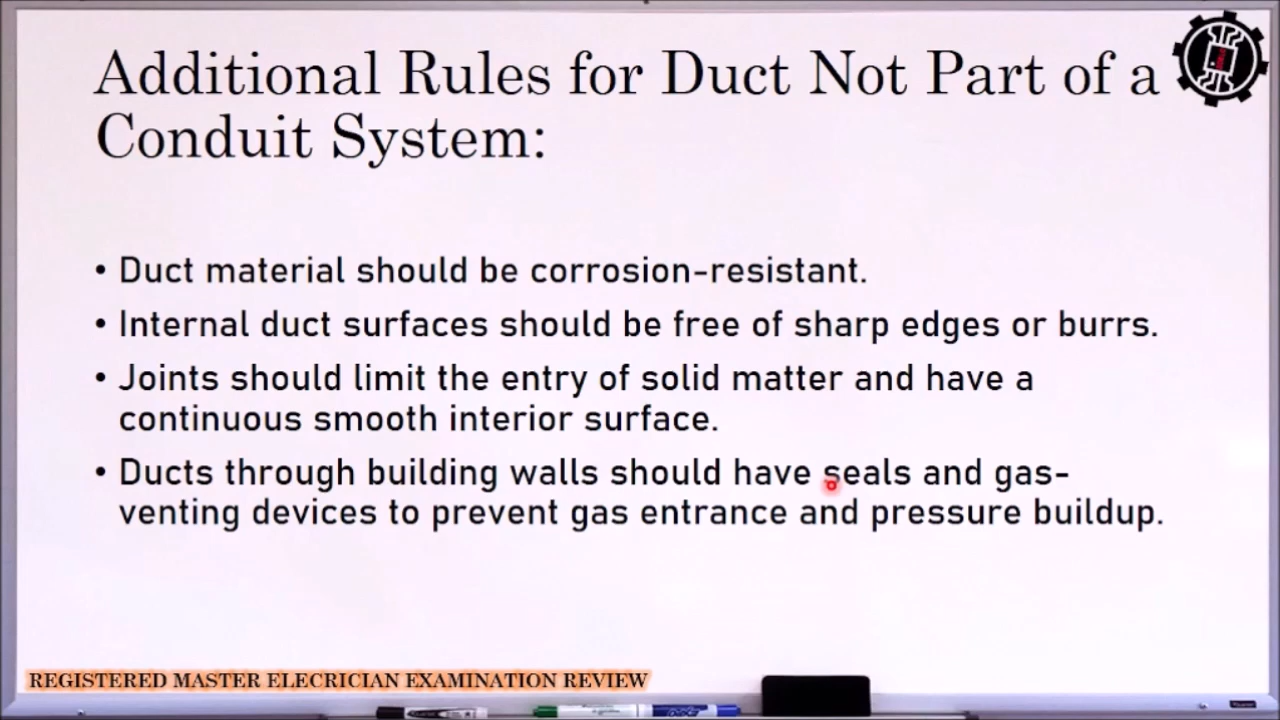 Additional Rules for Duct Not Part of a
Conduit System:
• Duct material should be corrosion-resistant.
• Internal duct surfaces should be free of sharp edges or burrs.
• Joints should limit the entry of solid matter and have a
continuous smooth interior surface.
• Ducts through building walls should have seals and gas-
venting devices to prevent gas entrance and pressure buildup.
REGISTERED MASTER ELECRICIAN EXAMINATION REVIEW